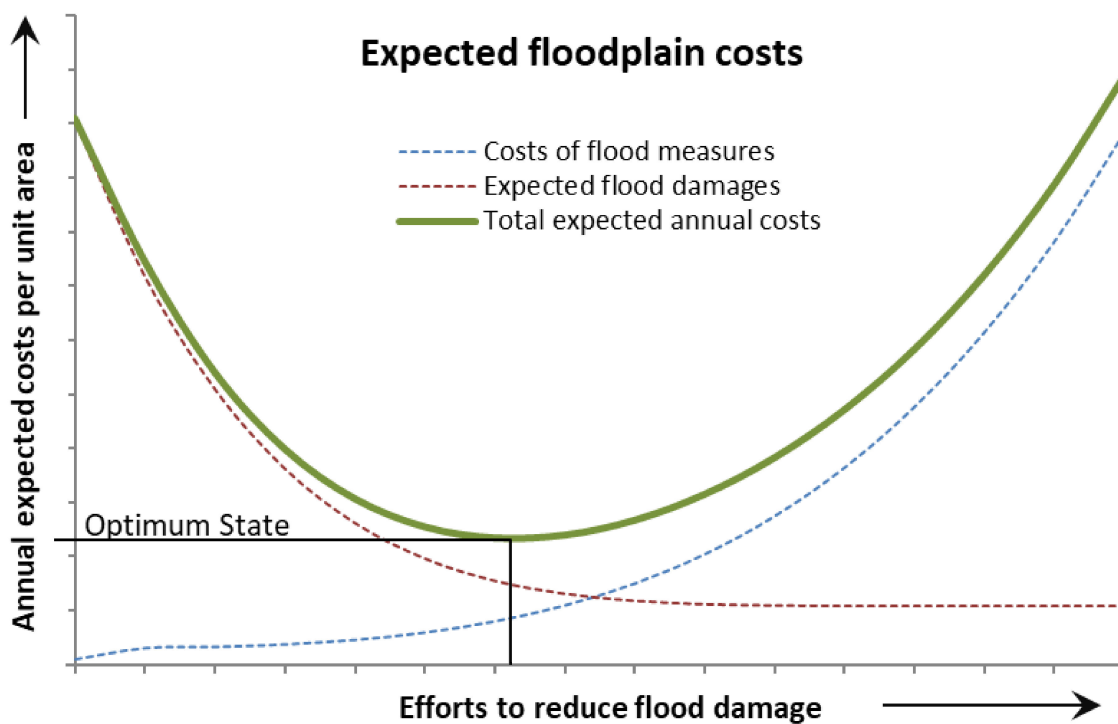 Expected floodplain costs
Costs of flood measures
Expected flood damages
Total expected annual costs
Annual expected costs per unit area
Optimum State
Efforts to reduce flood damage